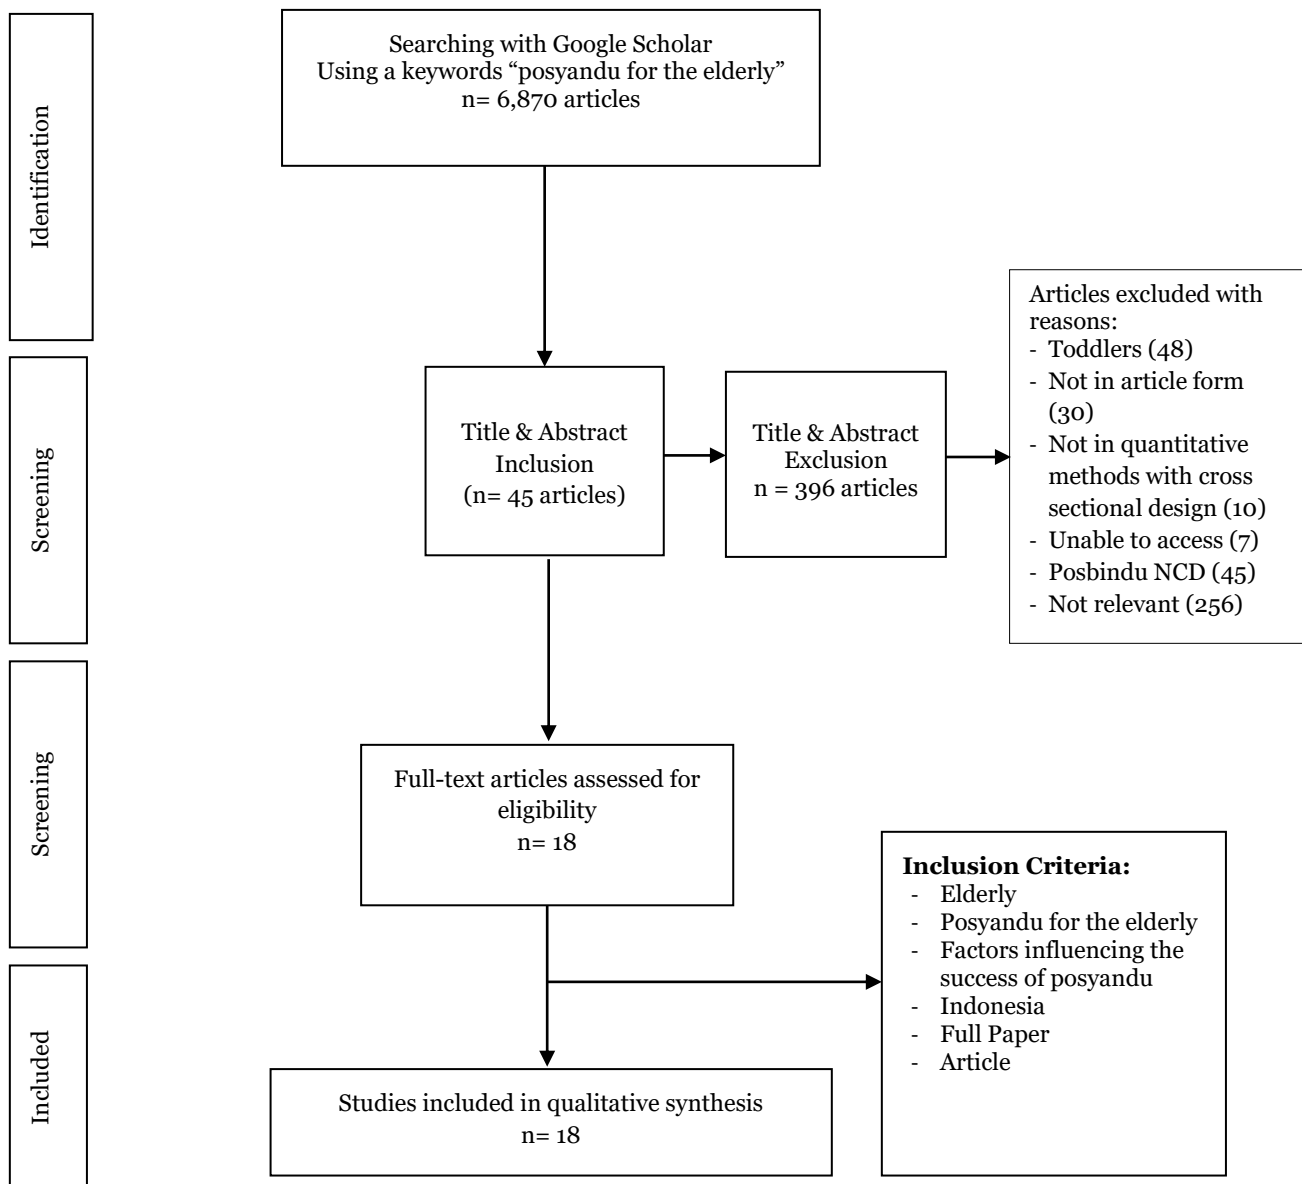 Identification
Searching with Google Scholar
Using a keywords “posyandu for the elderly”
n= 6,870 articles
Screening
Title & Abstract
Inclusion
(n= 45 articles)
Title & Abstract
Exclusion
n = 396 articles
Articles excluded with
reasons:
- Toddlers (48)
- Not in article form
(30)
- Not in quantitative
methods with cross
sectional design (10)
- Unable to access (7)
- Posbindu NCD (45)
- Not relevant (256)
Screening
Full-text articles assessed for
eligibility
n= 18
Inclusion Criteria:
- Elderly
- Posyandu for the elderly
- Factors influencing the
success of posyandu
- Indonesia
- Full Paper
- Article
Included
Studies included in qualitative synthesis
n= 18